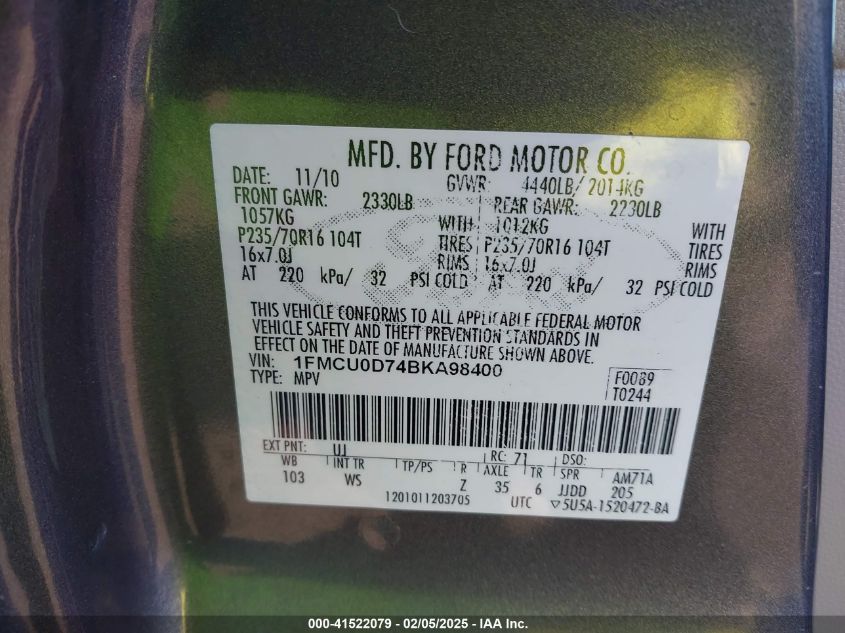 MFD. BY FORD MOTOR CO.
DATE: 11/10 GVWR: 4440LB/ 2014KG
FRONT GAWR: 2330LB REAR GAWR: 2230LB
1057KG WITH 1012KG WITH
P235/70R16 104T TIRES P235/70R16 104T TIRES
16x7.0J RIMS 16x7.0J RIMS
AT 220 kPa/ 32 PSI COLD AT 220 kPa/ 32 PSI COLD
THIS VEHICLE CONFORMS TO ALL APPLICABLE FEDERAL MOTOR
VEHICLE SAFETY AND THEFT PREVENTION STANDARDS IN
EFFECT ON THE DATE OF MANUFACTURE SHOWN ABOVE.
VIN: 1FMCU0D74BKA98400
TYPE: MPV
F0089
T0244
EXT PNT: UJ RC: 71 DSO:
WB INT TR TP/PS R AXLE TR SPR AM71A
103 WS Z 35 6 JJDD 205
1201011203705 UTC ▽5U5A-1520472-BA
000-41522079 - 02/05/2025 - IAA Inc.